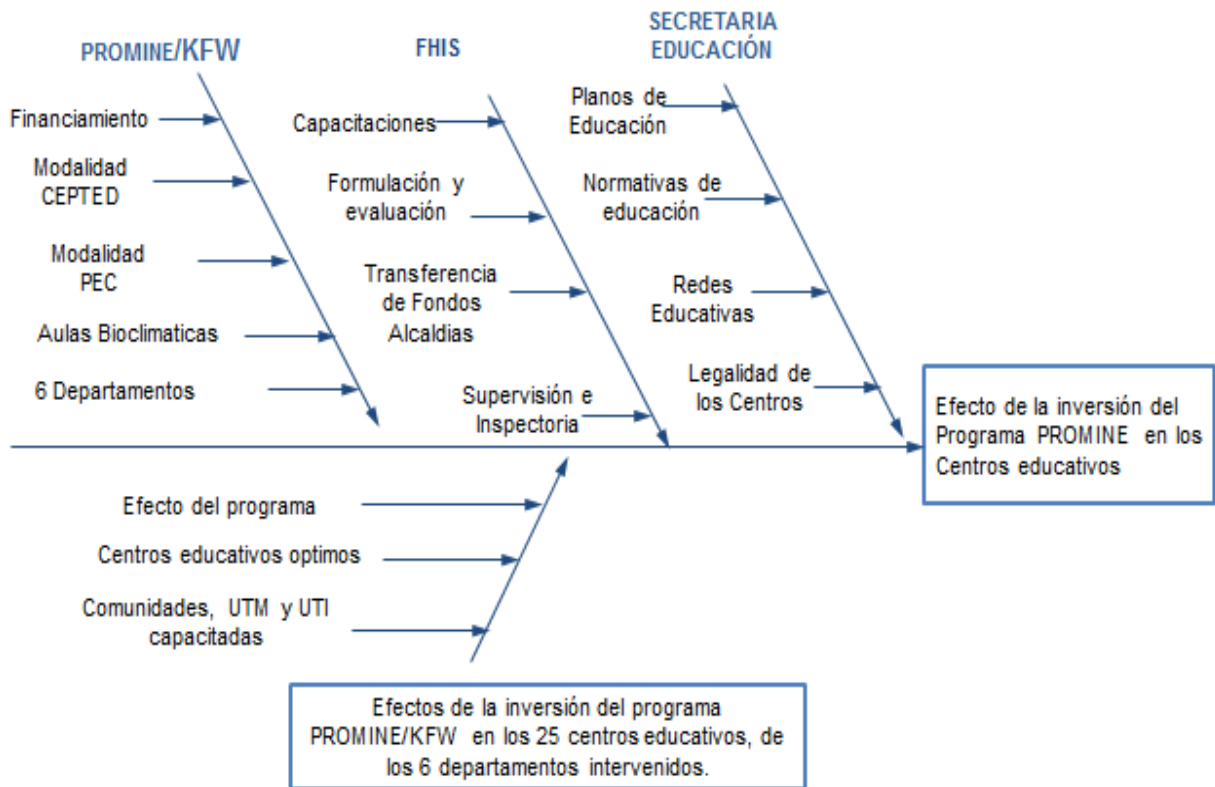 PROMINE/KFW
Financiamiento
Modalidad
CEPTED
Modalidad
PEC
Aulas Bioclimaticas
6 Departamentos
FHIS
Capacitaciones
Formulación y
evaluación
Transferencia
de Fondos
Alcaldias
Supervisión e
Inspectoria
SECRETARIA
EDUCACIÓN
Planos de
Educación
Normativas de
educación
Redes
Educativas
Legalidad de
los Centros
Efecto de la inversión del
Programa PROMINE en los
Centros educativos
Efecto del programa
Centros educativos optimos
Comunidades, UTM y UTI
capacitadas
Efectos de la inversión del programa
PROMINE/KFW en los 25 centros educativos, de
los 6 departamentos intervenidos.